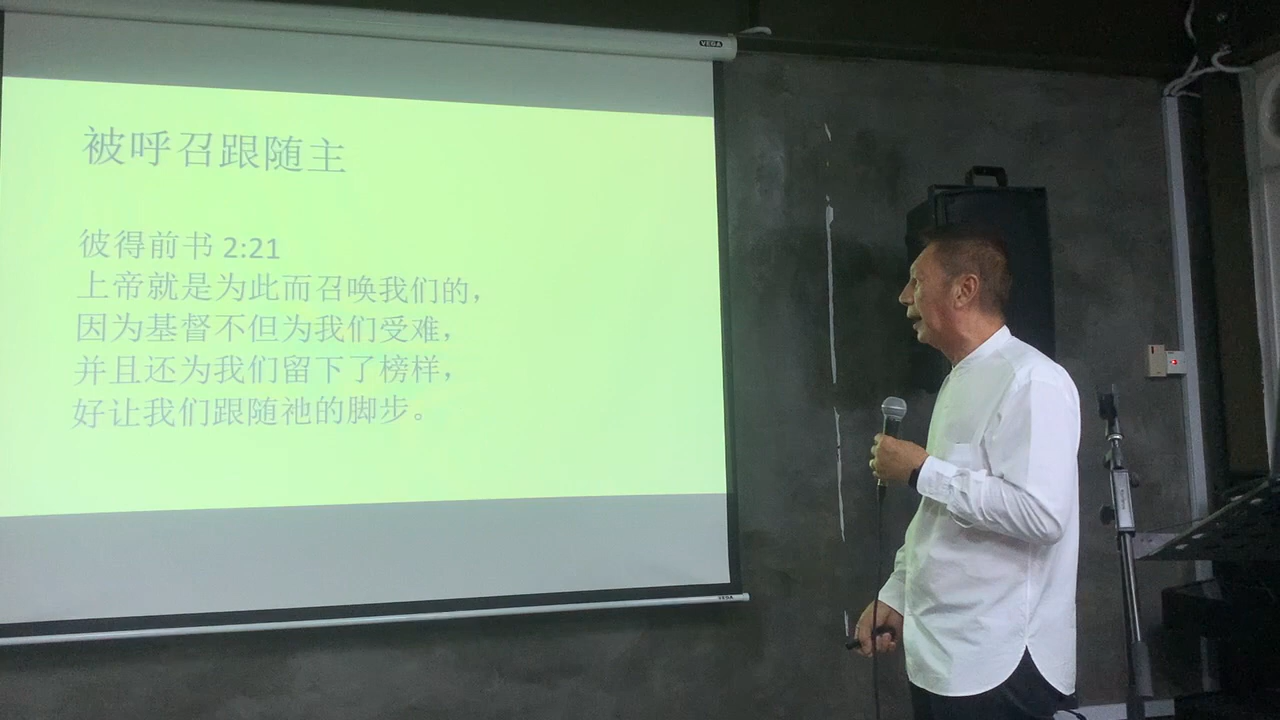 VEGA
被呼召跟随主
彼得前书 2:21
上帝就是为此而召唤我们的，
因为基督不但为我们受难，
并且还为我们留下了榜样，
好让我们跟随祂的脚步。
VEGA